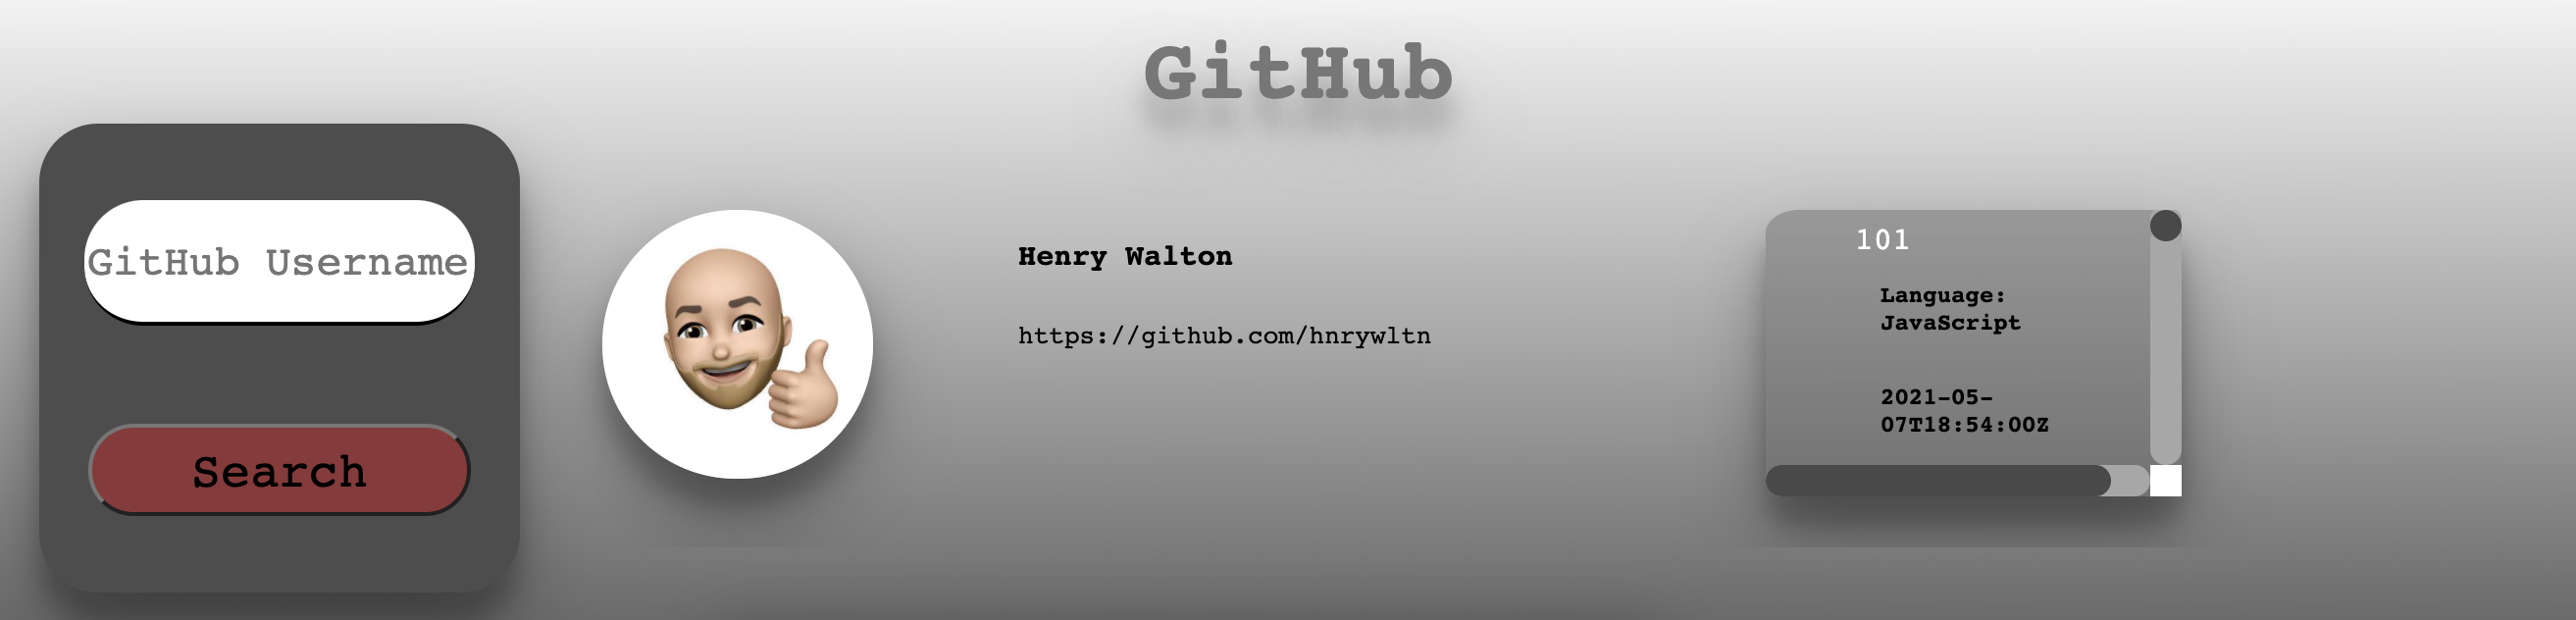 GitHub
GitHub Username
Search
Henry Walton
https://github.com/hnrywltn
101
Language:
JavaScript
2021-05-
07T18:54:00Z